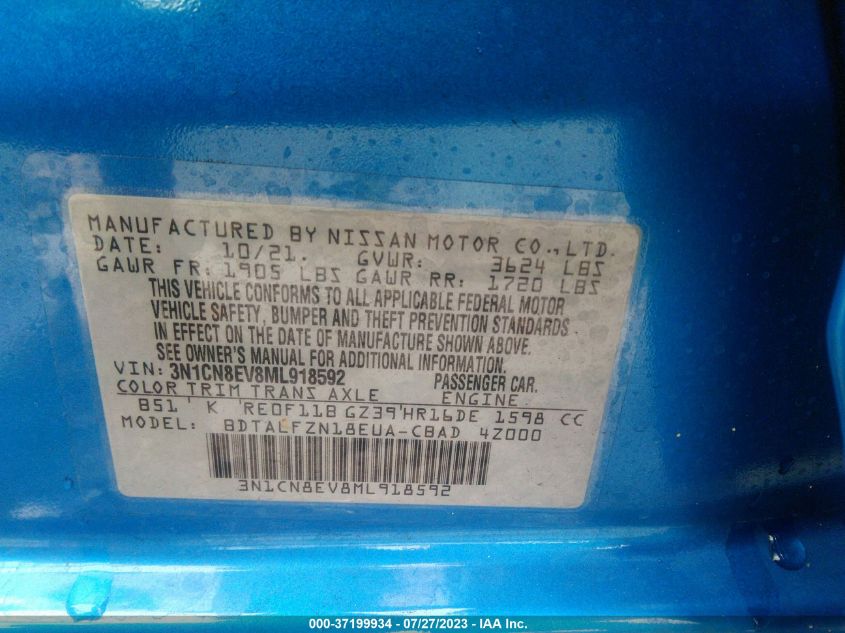 MANUFACTURED BY NISSAN MOTOR CO., LTD.
DATE: 10/21. GVWR: 3624 LBS
GAWR FR: 1905 LBS GAWR RR: 1720 LBS
THIS VEHICLE CONFORMS TO ALL APPLICABLE FEDERAL MOTOR
VEHICLE SAFETY, BUMPER AND THEFT PREVENTION STANDARDS
IN EFFECT ON THE DATE OF MANUFACTURE SHOWN ABOVE.
SEE OWNER'S MANUAL FOR ADDITIONAL INFORMATION.
VIN: 3N1CN8EV8ML918592 PASSENGER CAR.
COLOR TRIM TRANS AXLE ENGINE
B51 ' K 'RE0F11B GZ39'HR16DE 1598 CC
MODEL: BDTALFZN18EUA-CBAD 4Z000
3N1CN8EV8ML918592
000-37199934 - 07/27/2023 - IAA Inc.